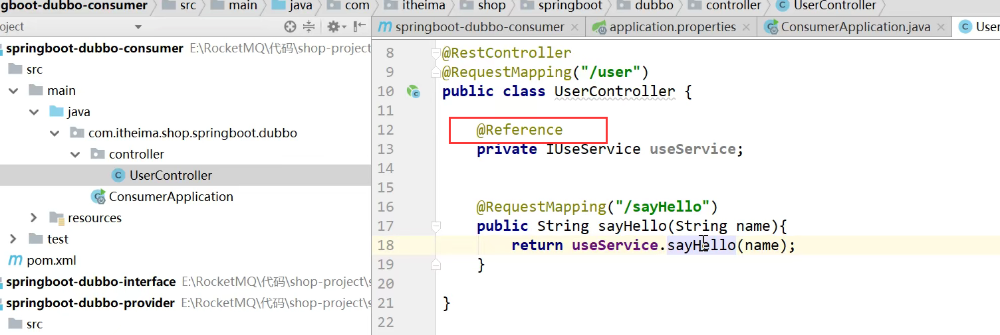 gboot-dubbo-consumer src main java com itheima shop springboot dubbo controller UserController
oject
springboot-dubbo-consumer application.properties ConsumerApplication.java User
springboot-dubbo-consumer E:\RocketMQ\代码\shop-project
src
main
java
com.itheima.shop.springboot.dubbo
controller
UserController
ConsumerApplication
resources
test
pom.xml
springboot-dubbo-interface E:\RocketMQ\代码\shop-project\s
springboot-dubbo-provider E:\RocketMQ\代码\shop-project\s
src
8 @RestController
9 @RequestMapping("/user")
10 public class UserController {
11
12 @Reference
13 private IUseService useService;
14
15
16 @RequestMapping("/sayHello")
17 public String sayHello(String name){
18 return useService.sayHello(name);
19 }
20
21 }
22